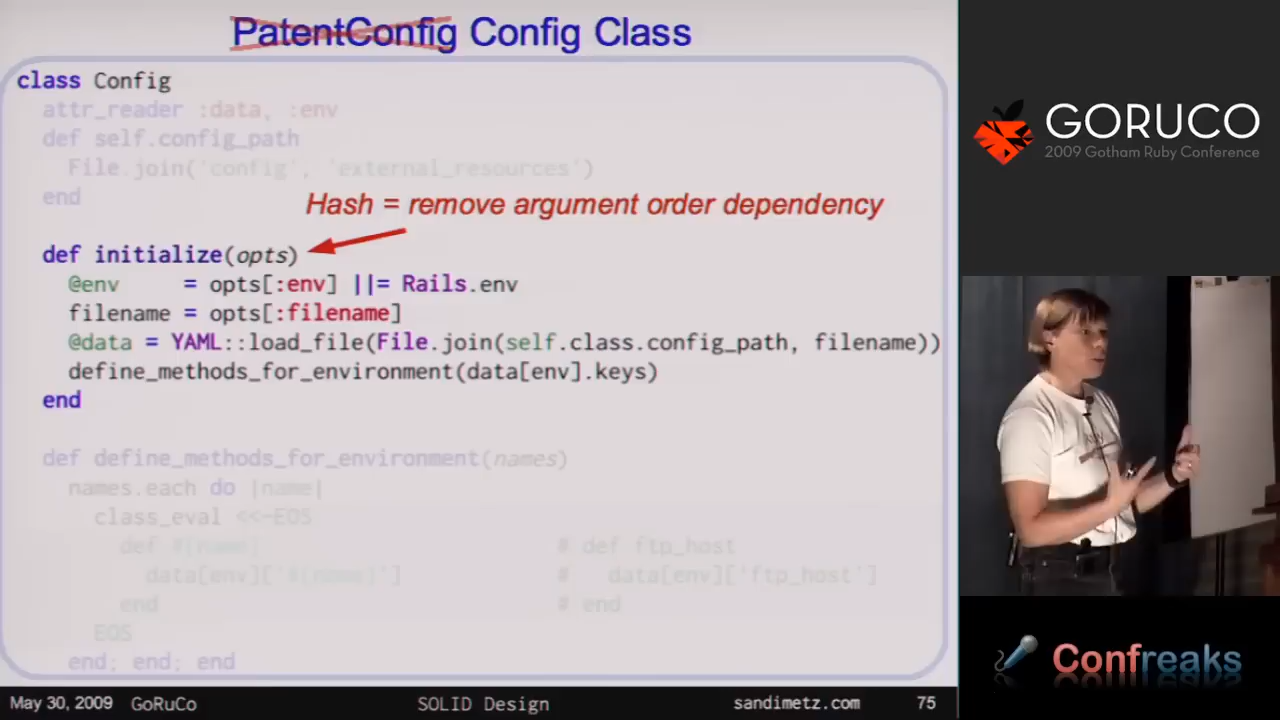 PatentConfig Config Class
class Config
attr_reader :data, :env
def self.config_path
File.join('config', 'external_resources')
end
Hash = remove argument order dependency
def initialize(opts)
@env = opts[:env] ||= Rails.env
filename = opts[:filename]
@data = YAML::load_file(File.join(self.class.config_path, filename))
define_methods_for_environment(data[env].keys)
end
def define_methods_for_environment(names)
names.each do |name|
class_eval <<-EOS
def #{name} # def ftp_host
data[env]['#{name}'] # data[env]['ftp_host']
end # end
EOS
end; end; end
May 30, 2009 GoRuCo SOLID Design sandimetz.com 75
GORUCO
2009 Gotham Ruby Conference
Confreaks